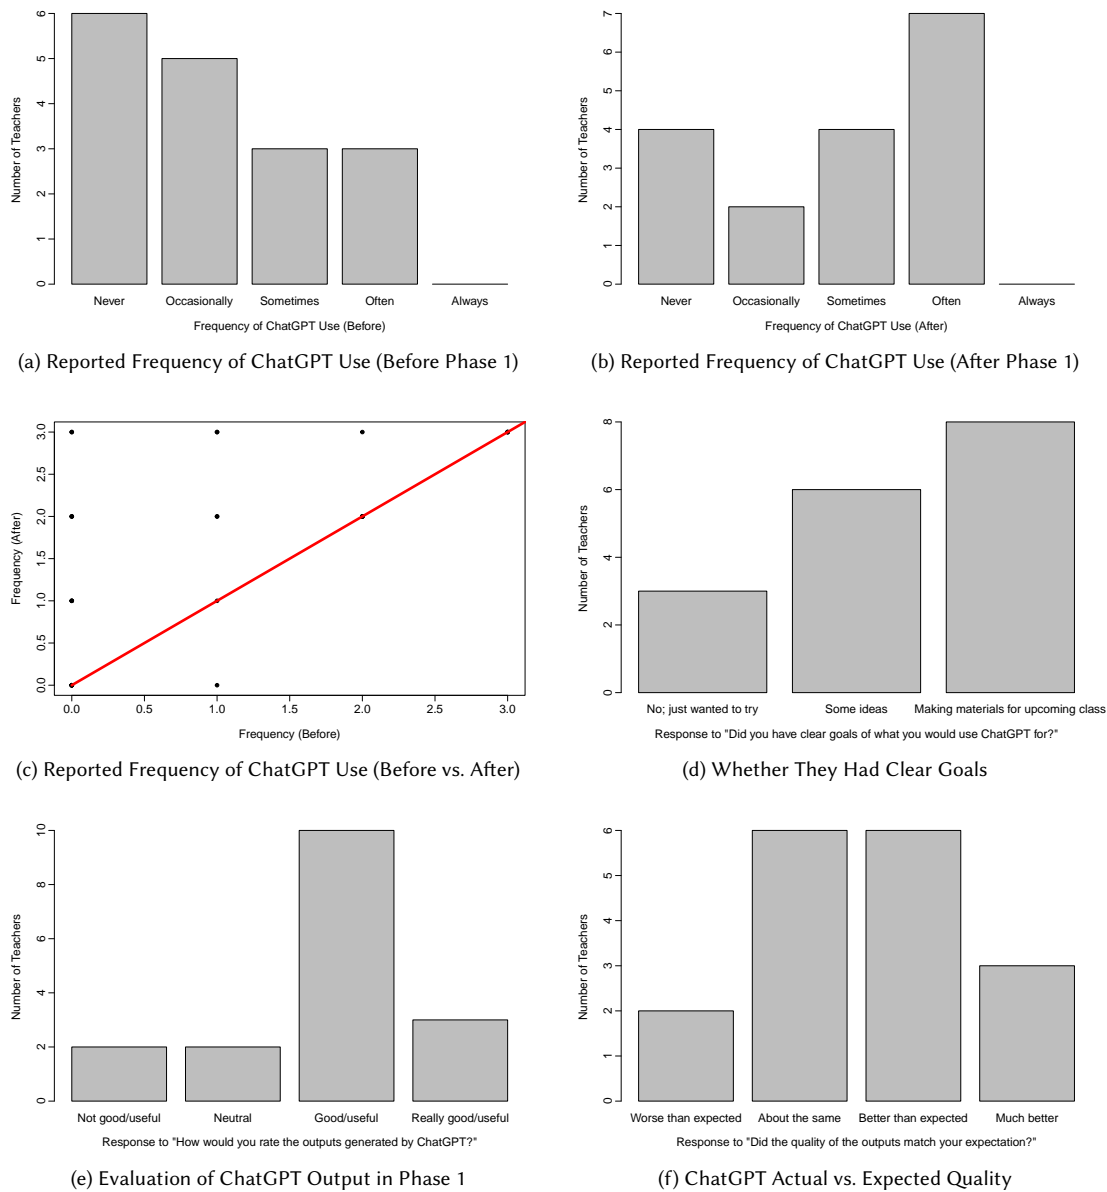 6
5
4
3
2
1
0
Number of Teachers
Never Occasionally Sometimes Often Always
Frequency of ChatGPT Use (Before)
(a) Reported Frequency of ChatGPT Use (Before Phase 1)
7
6
5
4
3
2
1
0
Number of Teachers
Never Occasionally Sometimes Often Always
Frequency of ChatGPT Use (After)
(b) Reported Frequency of ChatGPT Use (After Phase 1)
3.0
2.5
2.0
1.5
1.0
0.5
0.0
Frequency (After)
0.0 0.5 1.0 1.5 2.0 2.5 3.0
Frequency (Before)
(c) Reported Frequency of ChatGPT Use (Before vs. After)
8
6
4
2
0
Number of Teachers
No; just wanted to try Some ideas Making materials for upcoming class
Response to "Did you have clear goals of what you would use ChatGPT for?"
(d) Whether They Had Clear Goals
10
8
6
4
2
0
Number of Teachers
Not good/useful Neutral Good/useful Really good/useful
Response to "How would you rate the outputs generated by ChatGPT?"
(e) Evaluation of ChatGPT Output in Phase 1
6
5
4
3
2
1
0
Number of Teachers
Worse than expected About the same Better than expected Much better
Response to "Did the quality of the outputs match your expectation?"
(f) ChatGPT Actual vs. Expected Quality